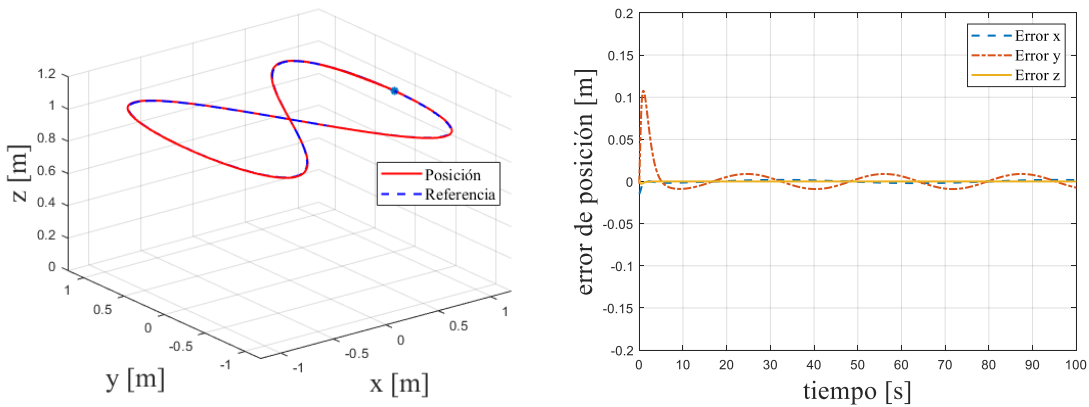 1.2
1
0.8
0.6
0.4
0.2
0
z [m]
1
0.5
0
-0.5
-1
y [m]
-1
-0.5
0
0.5
1
x [m]
Posición
Referencia
0.2
0.15
0.1
0.05
0
-0.05
-0.1
-0.15
-0.2
error de posición [m]
0 10 20 30 40 50 60 70 80 90 100
tiempo [s]
Error x
Error y
Error z